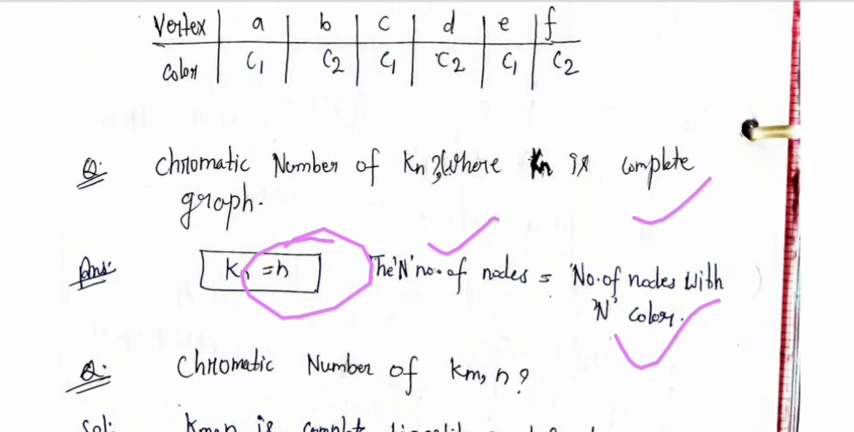 Vertex a b c d e f
Color C1 C2 C1 C2 C1 C2
Q. Chromatic Number of Kn, Where Kn is complete
graph.
Ans: Kn = n The 'N' no. of nodes = No. of nodes with
'N' color.
Q. Chromatic Number of Km, n?
Sol: Km,n is complete